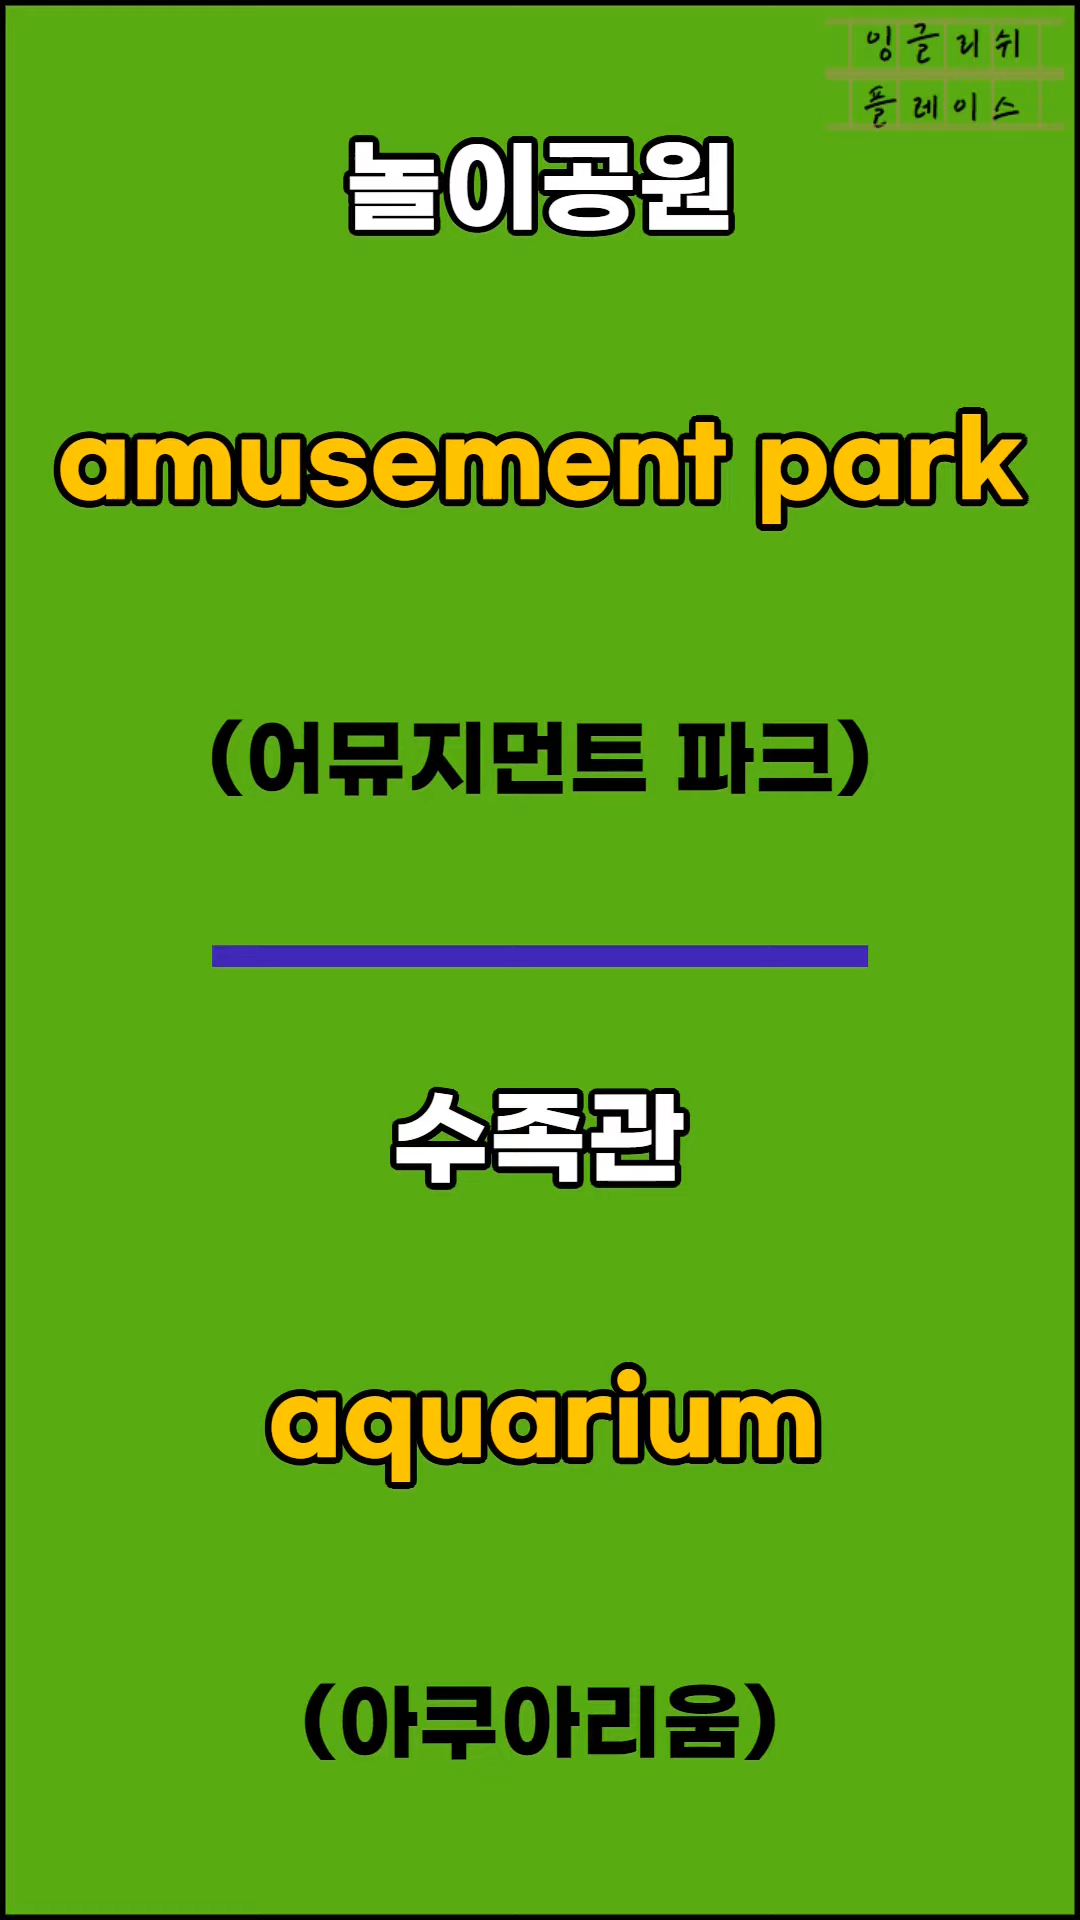 잉글리쉬
플레이스
놀이공원
amusement park
(어뮤지먼트 파크)
수족관
aquarium
(아쿠아리움)